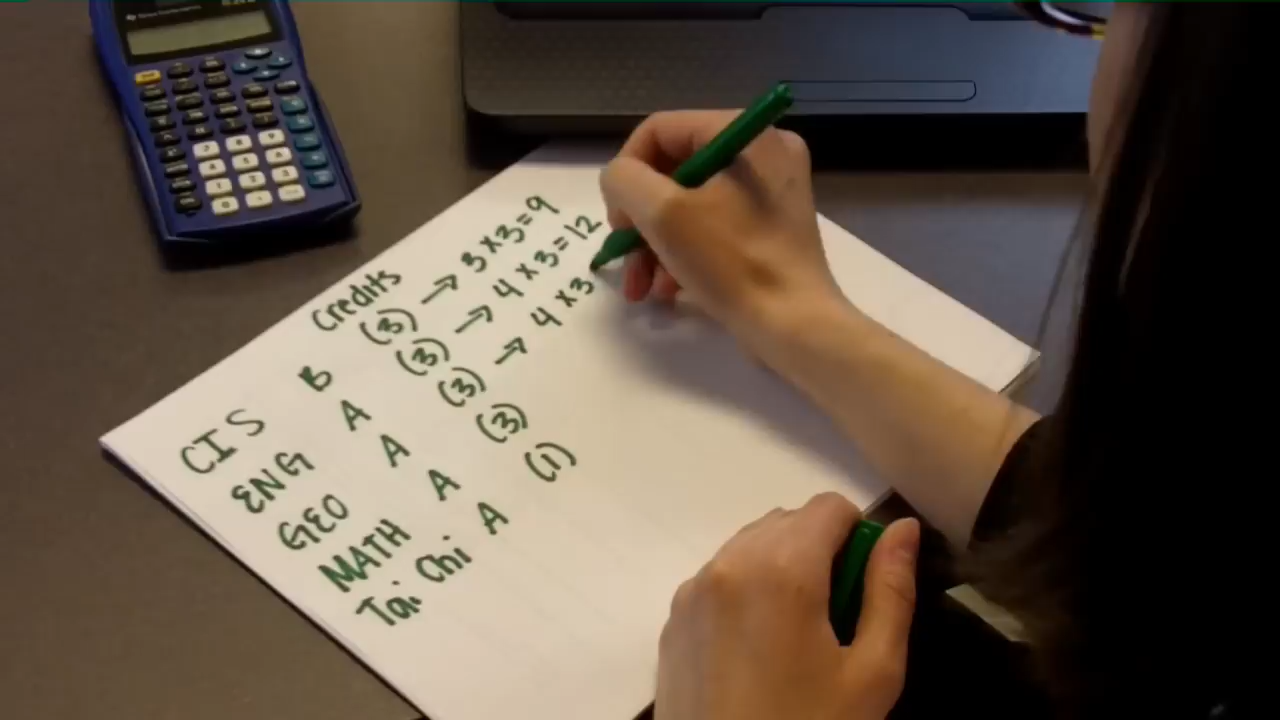 Credits
CIS B (3) → 3 x 3 = 9
ENG A (3) → 4 x 3 = 12
GEO A (3) → 4 x 3
MATH A (3)
Tai Chi A (1)